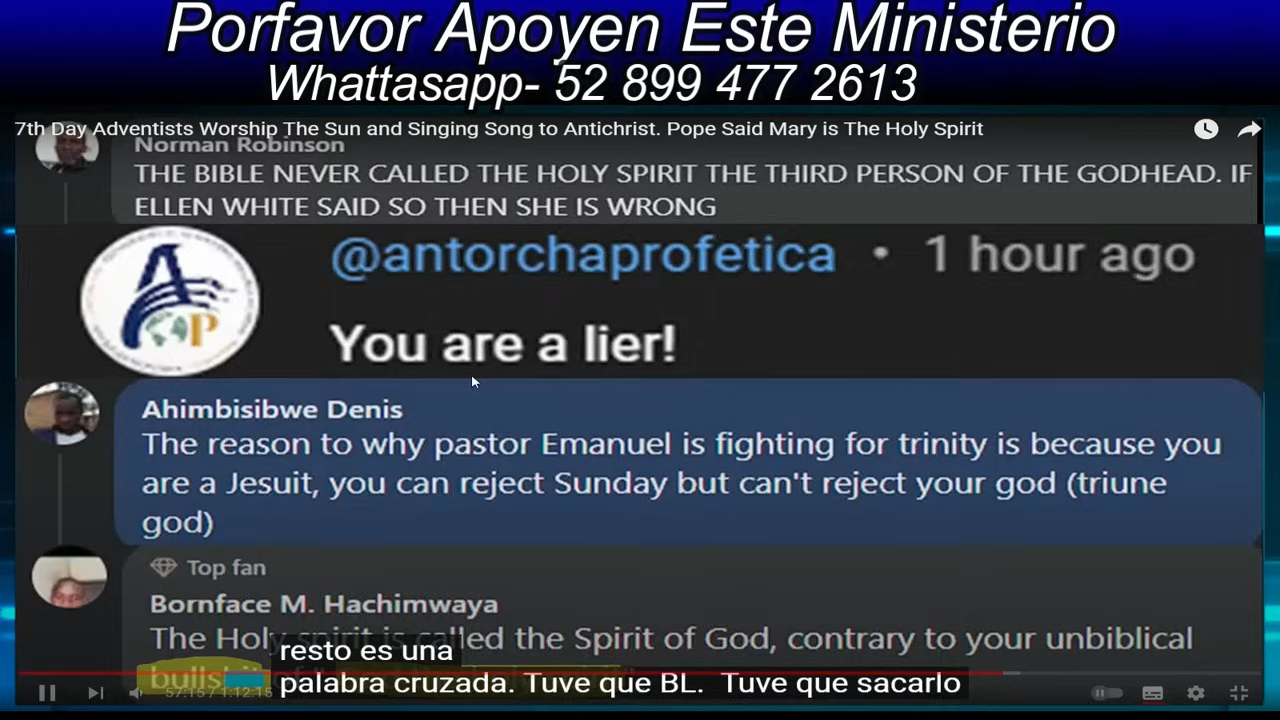 Porfavor Apoyen Este Ministerio
Whattasapp- 52 899 477 2613
7th Day Adventists Worship The Sun and Singing Song to Antichrist. Pope Said Mary is The Holy Spirit
Norman Robinson
THE BIBLE NEVER CALLED THE HOLY SPIRIT THE THIRD PERSON OF THE GODHEAD. IF
ELLEN WHITE SAID SO THEN SHE IS WRONG
@antorchaprofetica • 1 hour ago
A P
You are a lier!
Ahimbisibwe Denis
The reason to why pastor Emanuel is fighting for trinity is because you
are a Jesuit, you can reject Sunday but can't reject your god (triune
god)
Top fan
Bornface M. Hachimwaya
The Holy spirit is called the Spirit of God, contrary to your unbiblical
resto es una
palabra cruzada. Tuve que BL. Tuve que sacarlo
57:15 / 1:12:15